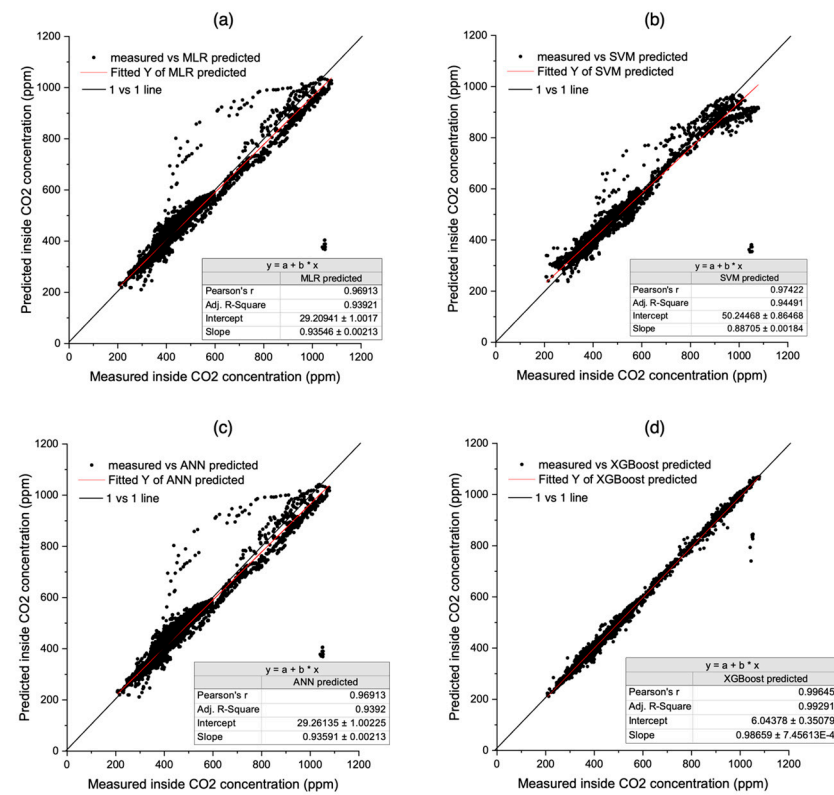 (a)
1200
1000
800
600
400
200
0
0 200 400 600 800 1000 1200
Predicted inside CO2 concentration (ppm)
Measured inside CO2 concentration (ppm)
measured vs MLR predicted
Fitted Y of MLR predicted
1 vs 1 line
y = a + b * x
MLR predicted
Pearson's r 0.96913
Adj. R-Square 0.93921
Intercept 29.20941 ± 1.0017
Slope 0.93546 ± 0.00213
(b)
1200
1000
800
600
400
200
0
0 200 400 600 800 1000 1200
Predicted inside CO2 concentration (ppm)
Measured inside CO2 concentration (ppm)
measured vs SVM predicted
Fitted Y of SVM predicted
1 vs 1 line
y = a + b * x
SVM predicted
Pearson's r 0.97422
Adj. R-Square 0.94491
Intercept 50.24468 ± 0.86468
Slope 0.88705 ± 0.00184
(c)
1200
1000
800
600
400
200
0
0 200 400 600 800 1000 1200
Predicted inside CO2 concentration (ppm)
Measured inside CO2 concentration (ppm)
measured vs ANN predicted
Fitted Y of ANN predicted
1 vs 1 line
y = a + b * x
ANN predicted
Pearson's r 0.96913
Adj. R-Square 0.9392
Intercept 29.26135 ± 1.00225
Slope 0.93591 ± 0.00213
(d)
1200
1000
800
600
400
200
0
0 200 400 600 800 1000 1200
Predicted inside CO2 concentration (ppm)
Measured inside CO2 concentration (ppm)
measured vs XGBoost predicted
Fitted Y of XGBoost predicted
1 vs 1 line
y = a + b * x
XGBoost predicted
Pearson's r 0.99645
Adj. R-Square 0.99291
Intercept 6.04378 ± 0.35079
Slope 0.98659 ± 7.45613E-4